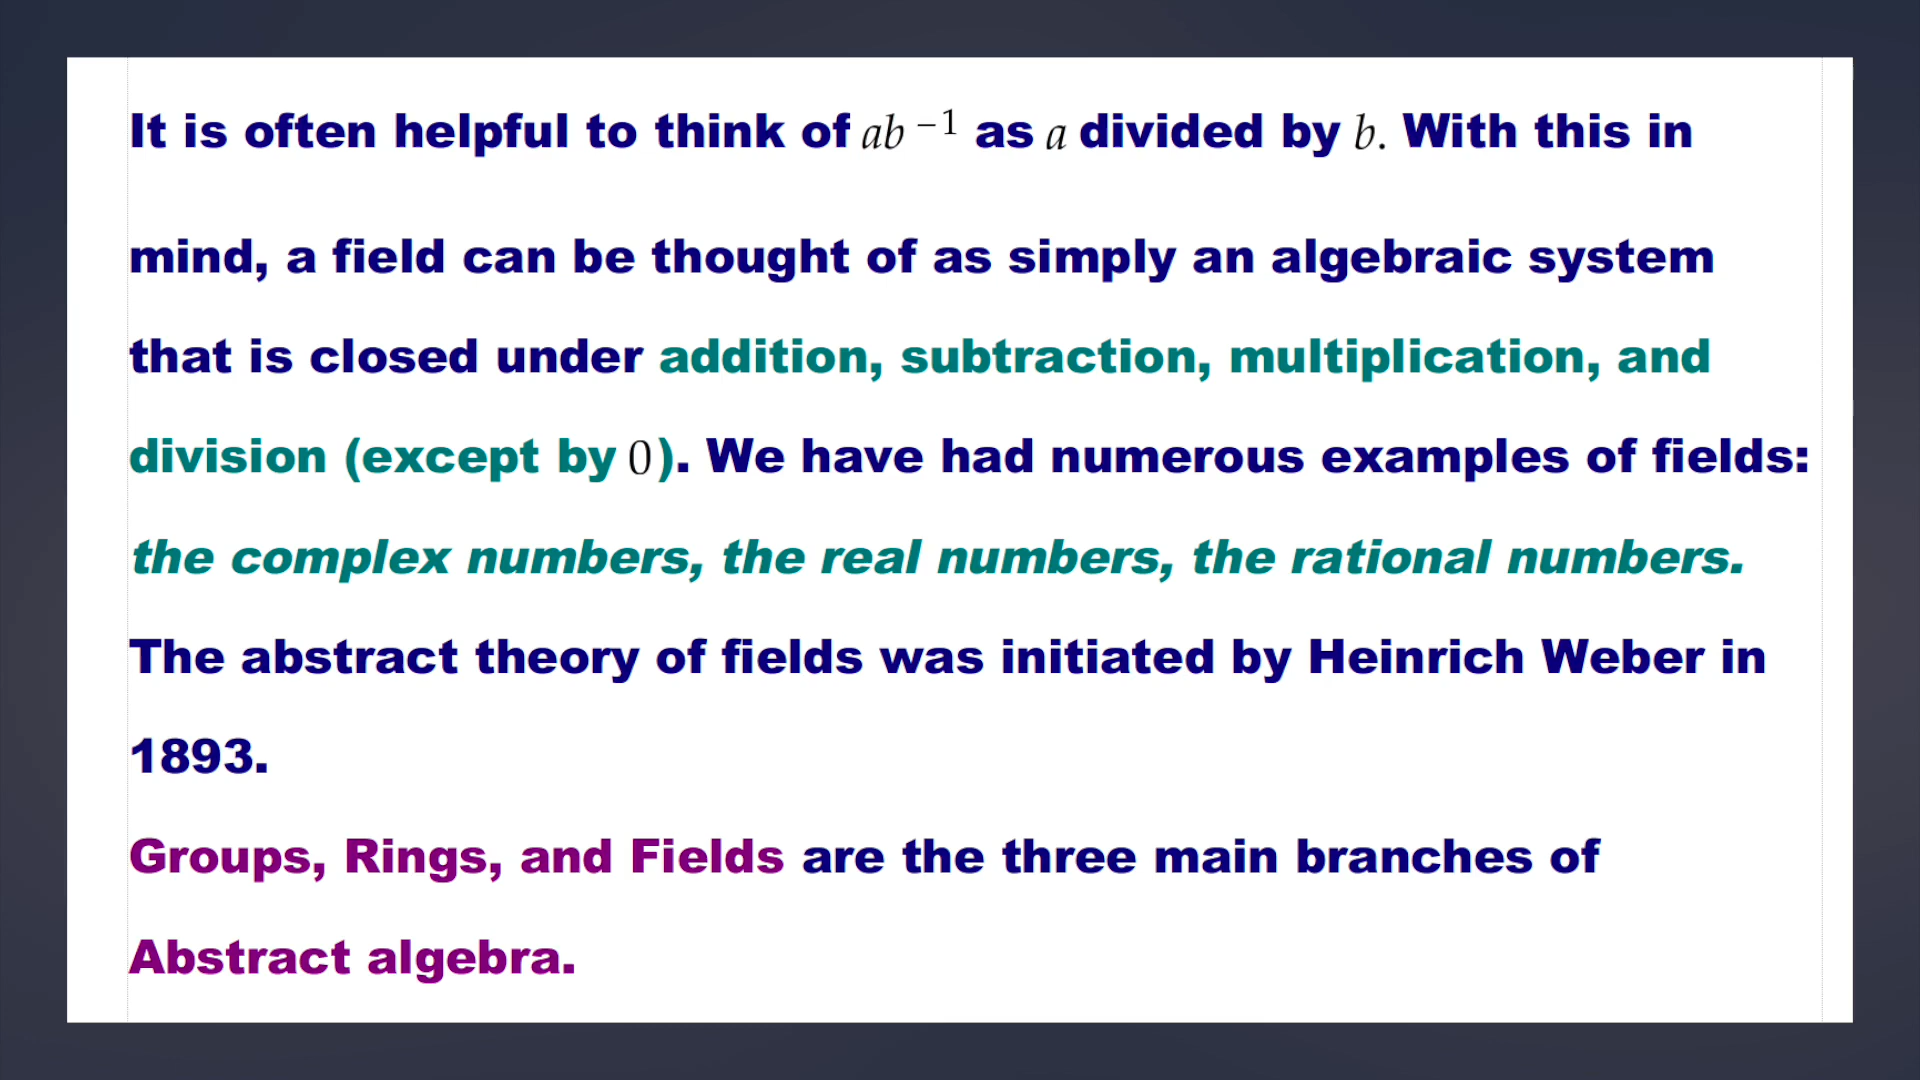 It is often helpful to think of ab⁻¹ as a divided by b. With this in
mind, a field can be thought of as simply an algebraic system
that is closed under addition, subtraction, multiplication, and
division (except by 0). We have had numerous examples of fields:
the complex numbers, the real numbers, the rational numbers.
The abstract theory of fields was initiated by Heinrich Weber in
1893.
Groups, Rings, and Fields are the three main branches of
Abstract algebra.